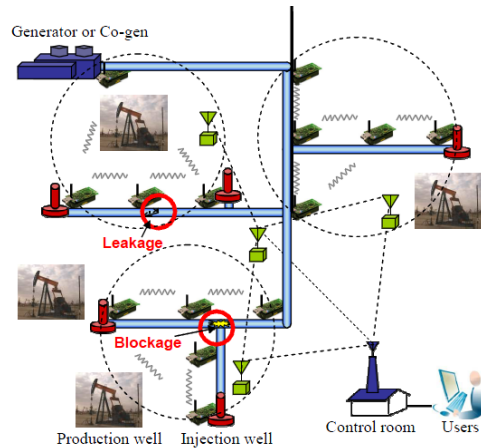 Generator or Co-gen
Leakage
Blockage
Production well
Injection well
Control room
Users